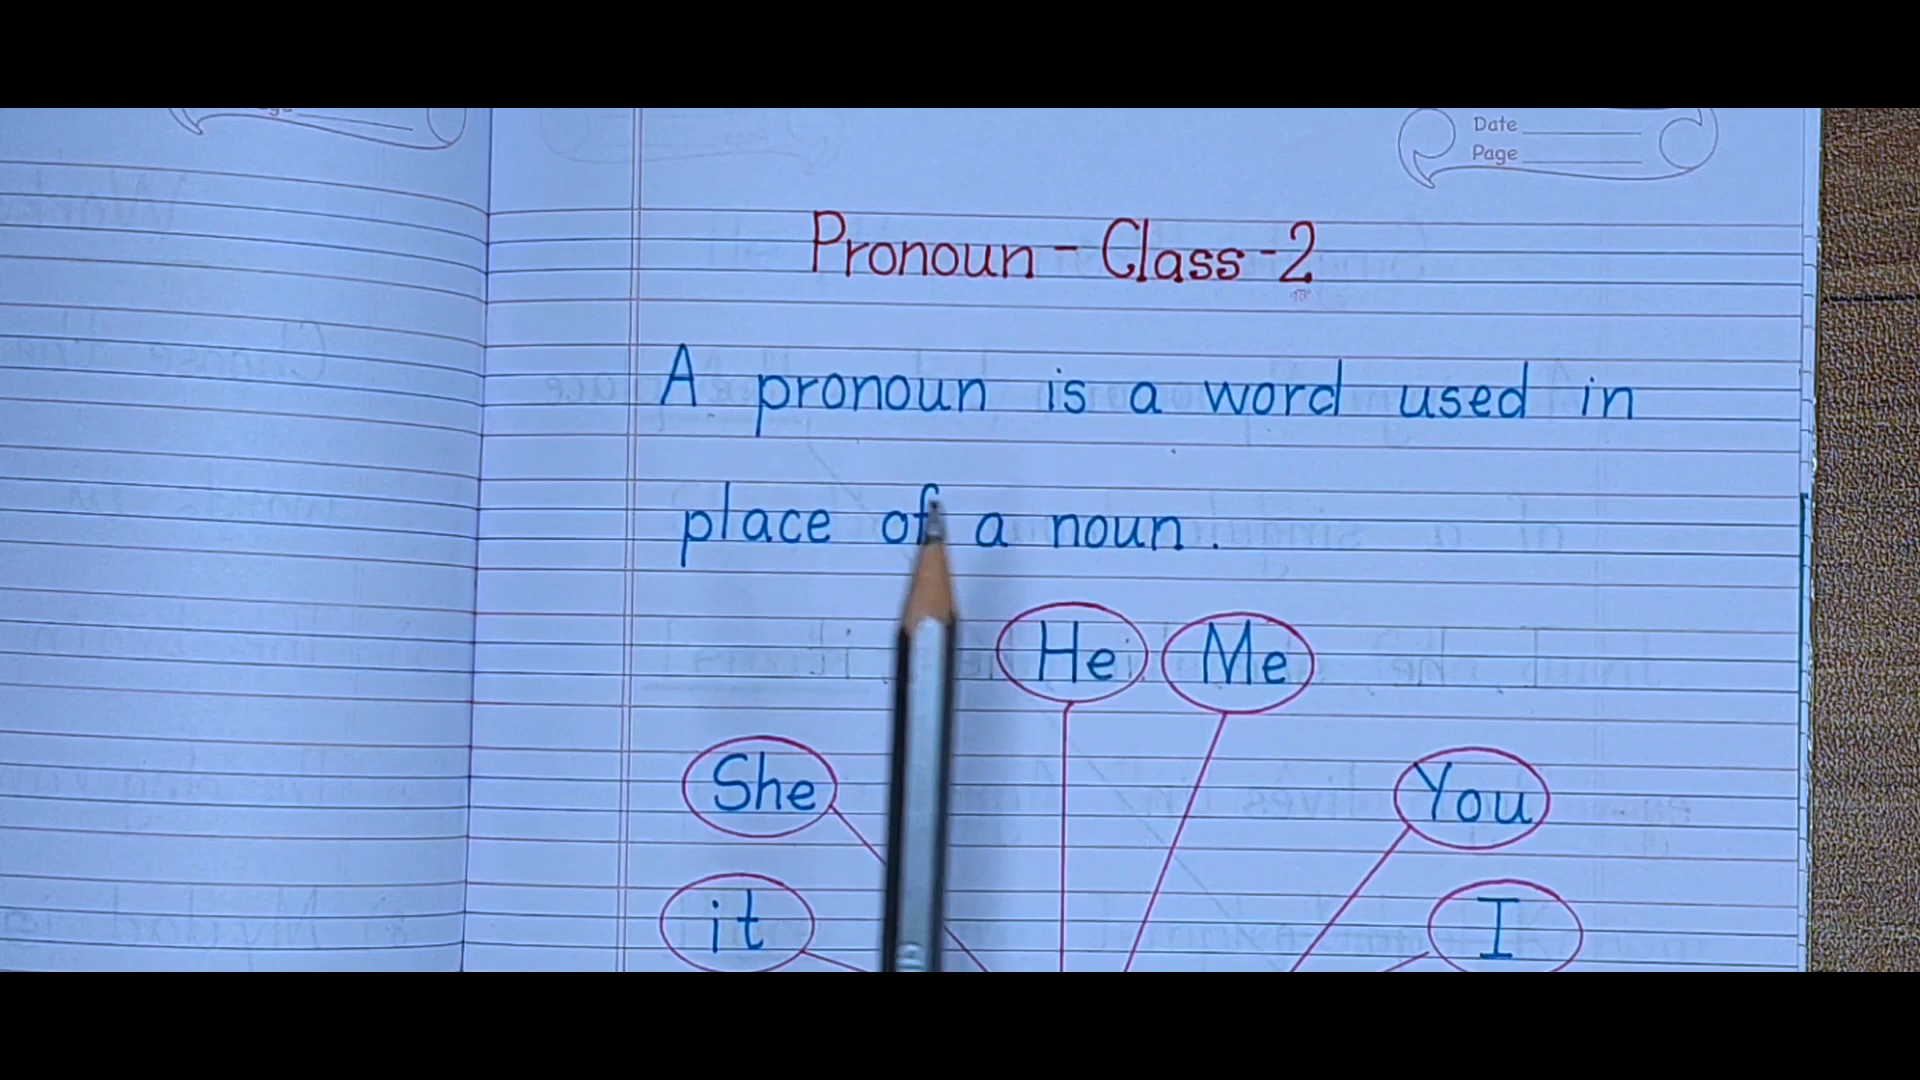 Date
Page
Pronoun - Class -2
A pronoun is a word used in
place of a noun.
He Me
She You
it I